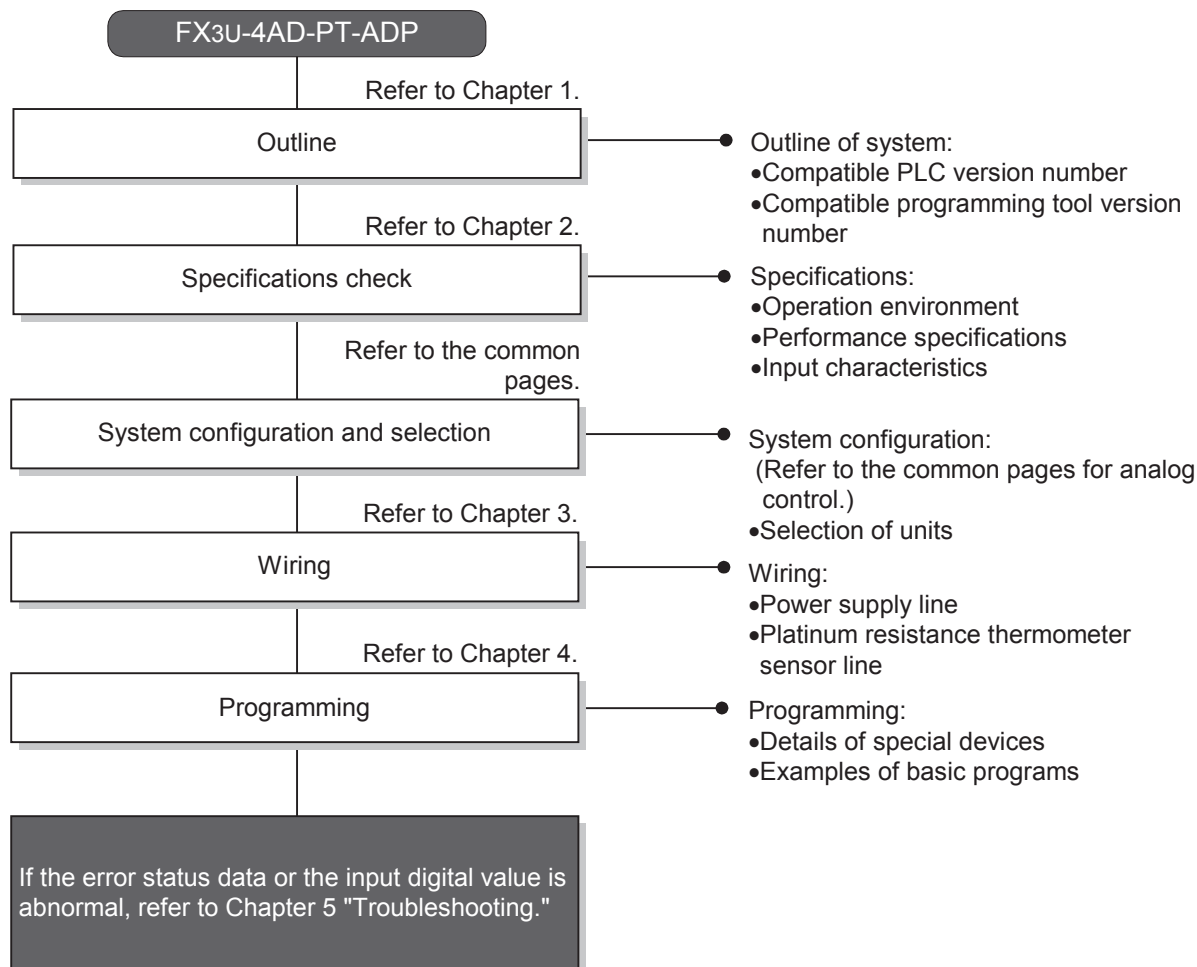 FX3U-4AD-PT-ADP
Refer to Chapter 1.
Outline
Outline of system:
•Compatible PLC version number
•Compatible programming tool version
number
Refer to Chapter 2.
Specifications check
Specifications:
•Operation environment
•Performance specifications
•Input characteristics
Refer to the common
pages.
System configuration and selection
System configuration:
(Refer to the common pages for analog
control.)
•Selection of units
Refer to Chapter 3.
Wiring
Wiring:
•Power supply line
•Platinum resistance thermometer
sensor line
Refer to Chapter 4.
Programming
Programming:
•Details of special devices
•Examples of basic programs
If the error status data or the input digital value is
abnormal, refer to Chapter 5 "Troubleshooting."